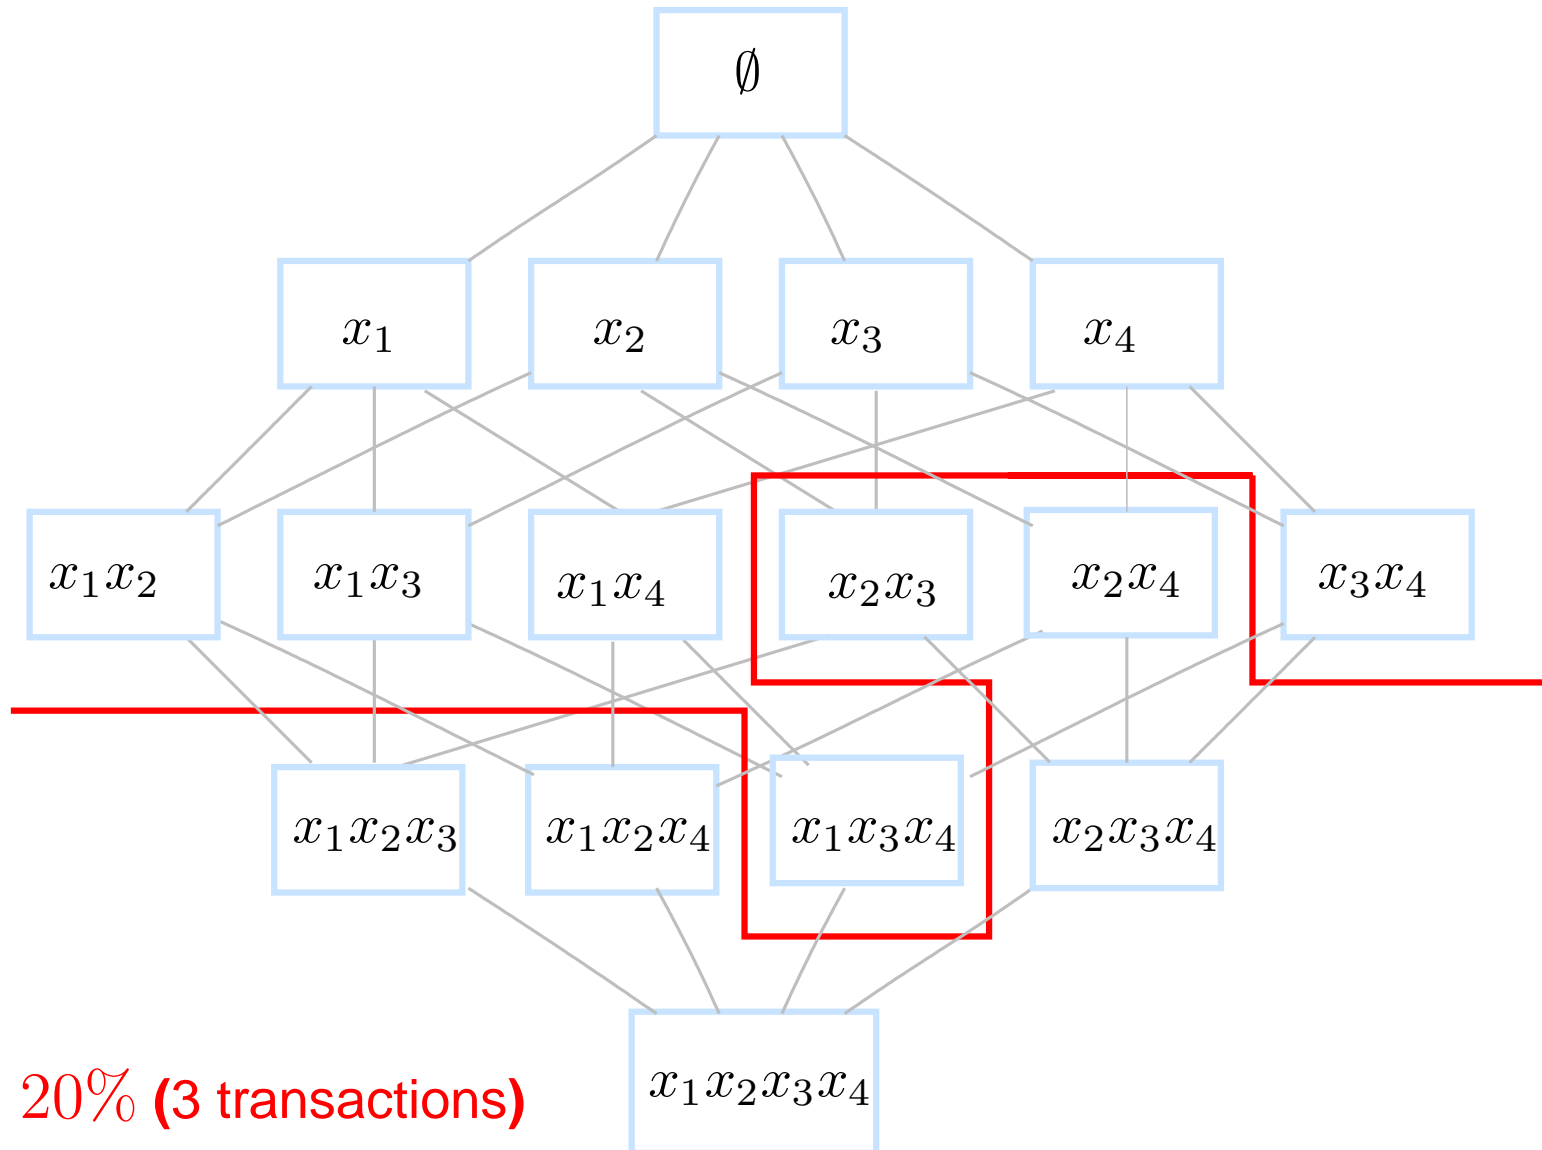 ∅
x₁ x₂ x₃ x₄
x₁x₂ x₁x₃ x₁x₄ x₂x₃ x₂x₄ x₃x₄
x₁x₂x₃ x₁x₂x₄ x₁x₃x₄ x₂x₃x₄
x₁x₂x₃x₄
20% (3 transactions)